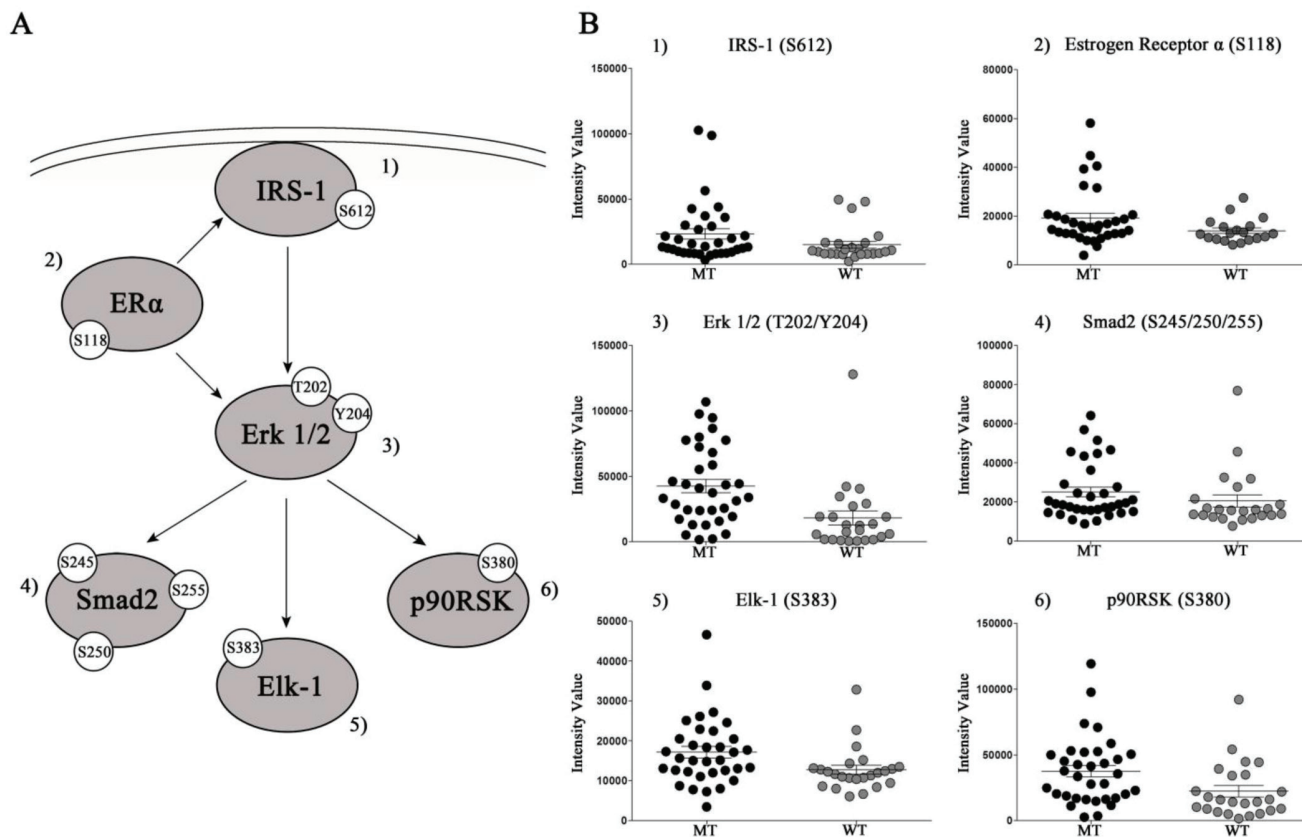 A
1)
IRS-1
S612
2)
ERα
S118
T202
Y204
Erk 1/2
3)
S245
S255
4)
Smad2
S250
S380
p90RSK
6)
S383
Elk-1
5)
B
1) IRS-1 (S612)
Intensity Value
150000
100000
50000
0
MT WT
2) Estrogen Receptor α (S118)
Intensity Value
80000
60000
40000
20000
0
MT WT
3) Erk 1/2 (T202/Y204)
Intensity Value
150000
100000
50000
0
MT WT
4) Smad2 (S245/250/255)
Intensity Value
100000
80000
60000
40000
20000
0
MT WT
5) Elk-1 (S383)
Intensity Value
50000
40000
30000
20000
10000
0
MT WT
6) p90RSK (S380)
Intensity Value
150000
100000
50000
0
MT WT